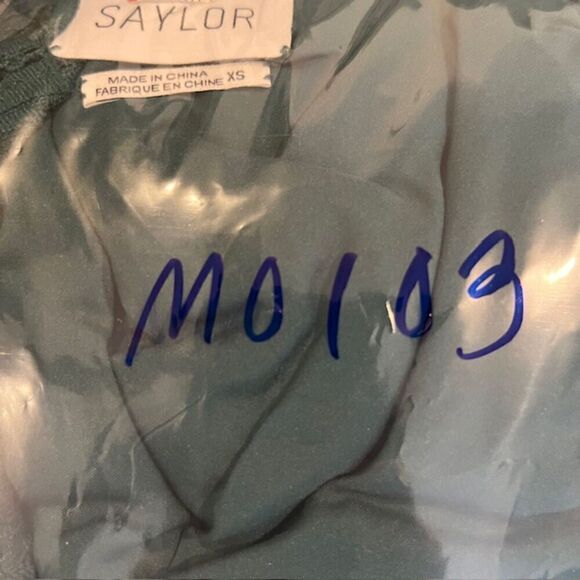 SAYLOR
MADE IN CHINA
FABRIQUE EN CHINE XS
M0103